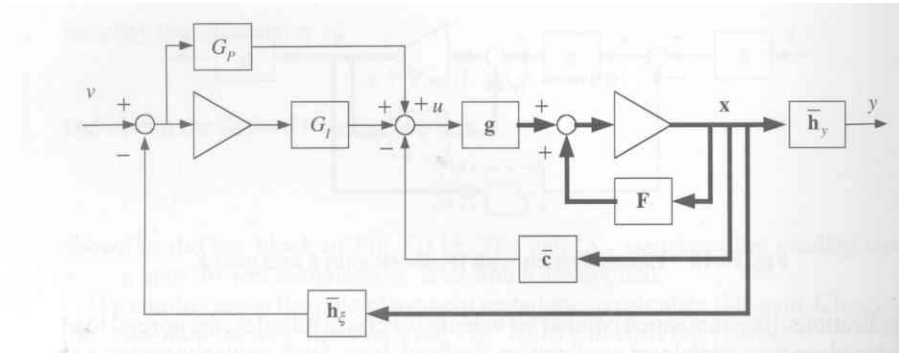 G_P
v
+
−
G_I
+
+
−
u
g
+
+
x
h̄_y
y
F
c̄
h̄_ξ